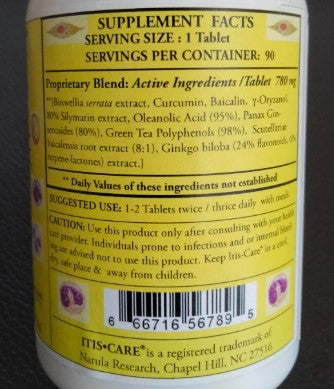 SUPPLEMENT FACTS
SERVING SIZE : 1 Tablet
SERVINGS PER CONTAINER: 90
Proprietary Blend: Active Ingredients /Tablet 780 mg
**{Boswellia serrata extract, Curcumin, Baicalin, γ-Oryzanol,
80% Silymarin extract, Oleanolic Acid (95%), Panax Gin-
senosides (80%), Green Tea Polyphenols (98%), Scutellariae
baicalensis root extract (8:1), Ginkgo biloba (24% flavonoids, 6%
terpene-lactones) extract.}
** Daily Values of these ingredients not established
SUGGESTED USE: 1-2 Tablets twice / thrice daily with meals.
CAUTION: Use this product only after consulting with your health
care provider. Individuals prone to infections and or internal bleed
ing are advised not to use this product. Keep Itis-Care® in a cool,
dry, safe place & away from children.
6 66716 56789 5
ITIS•CARE® is a registered trademark of
Narula Research, Chapel Hill, NC 27516